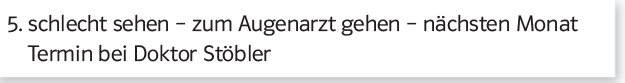 5. schlecht sehen – zum Augenarzt gehen – nächsten Monat
Termin bei Doktor Stöbler